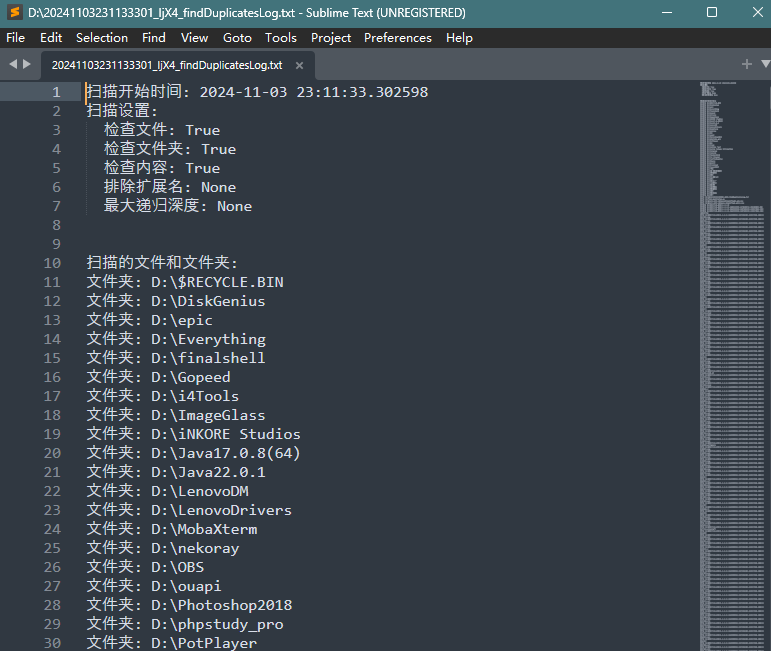 D:\20241103231133301_IjX4_findDuplicatesLog.txt - Sublime Text (UNREGISTERED)
File Edit Selection Find View Goto Tools Project Preferences Help
20241103231133301_IjX4_findDuplicatesLog.txt
1 扫描开始时间: 2024-11-03 23:11:33.302598
2 扫描设置:
3 检查文件: True
4 检查文件夹: True
5 检查内容: True
6 排除扩展名: None
7 最大递归深度: None
8
9
10 扫描的文件和文件夹:
11 文件夹: D:\$RECYCLE.BIN
12 文件夹: D:\DiskGenius
13 文件夹: D:\epic
14 文件夹: D:\Everything
15 文件夹: D:\finalshell
16 文件夹: D:\Gopeed
17 文件夹: D:\i4Tools
18 文件夹: D:\ImageGlass
19 文件夹: D:\iNKORE Studios
20 文件夹: D:\Java17.0.8(64)
21 文件夹: D:\Java22.0.1
22 文件夹: D:\LenovoDM
23 文件夹: D:\LenovoDrivers
24 文件夹: D:\MobaXterm
25 文件夹: D:\nekoray
26 文件夹: D:\OBS
27 文件夹: D:\ouapi
28 文件夹: D:\Photoshop2018
29 文件夹: D:\phpstudy_pro
30 文件夹: D:\PotPlayer